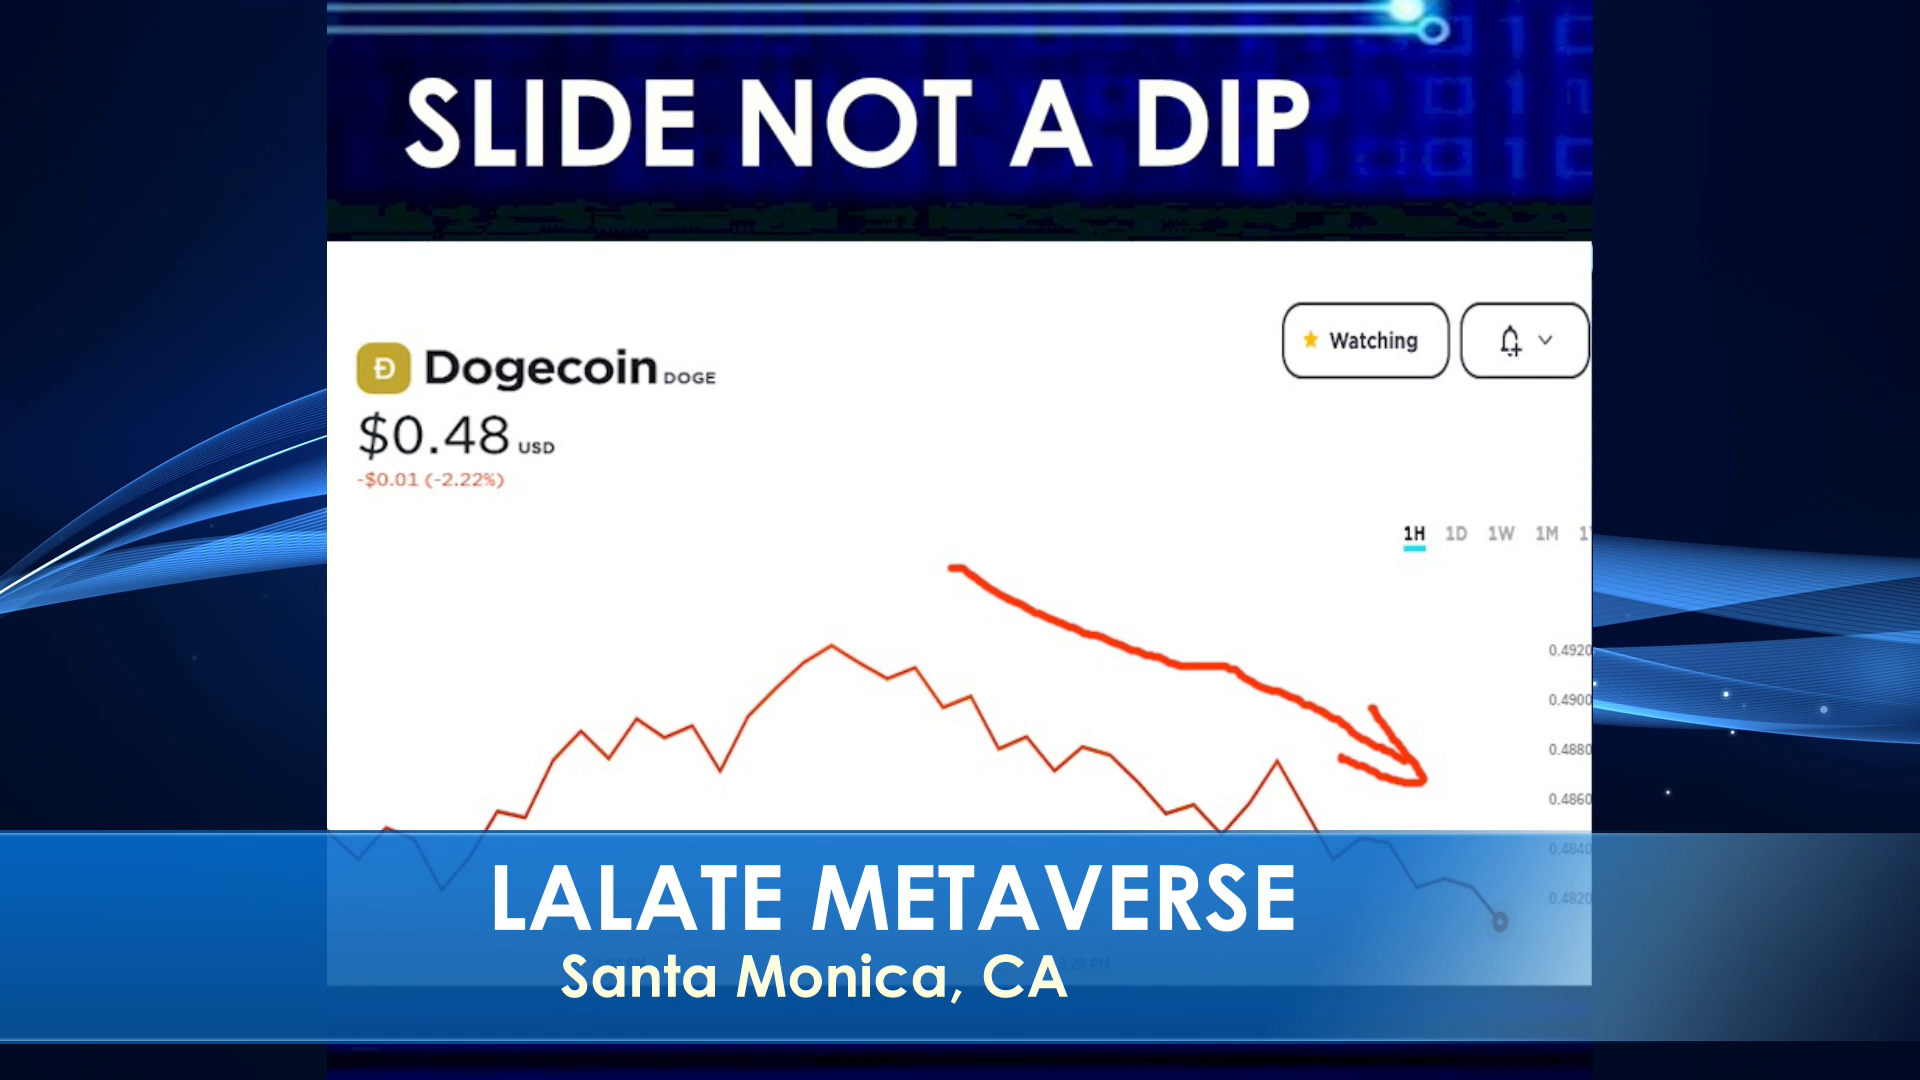 SLIDE NOT A DIP
Watching
Dogecoin DOGE
$0.48 USD
-$0.01 (-2.22%)
1H 1D 1W 1M
0.4920
0.4900
0.4880
0.4860
0.4840
0.4820
LALATE METAVERSE
Santa Monica, CA